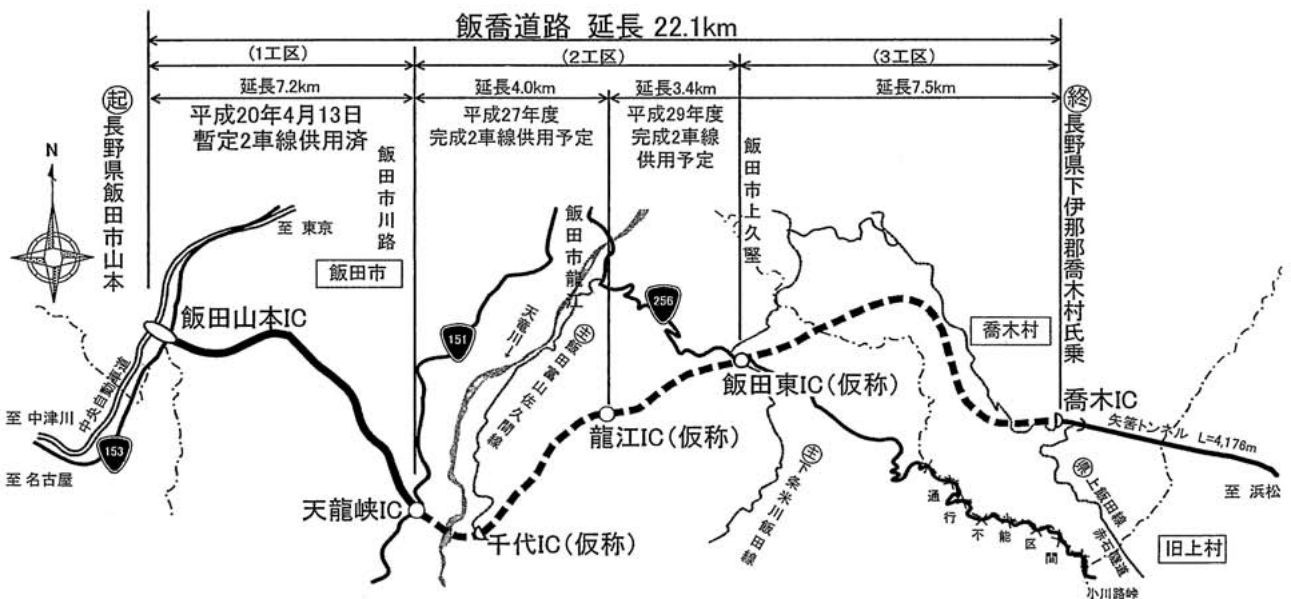 飯喬道路 延長 22.1km
(1工区)
(2工区)
(3工区)
延長7.2km
延長4.0km
延長3.4km
延長7.5km
平成20年4月13日
暫定2車線供用済
平成27年度
完成2車線供用予定
平成29年度
完成2車線
供用予定
起 長野県飯田市山本
終 長野県下伊那郡喬木村氏乗
N
飯田市川路
飯田市龍江
飯田市上久堅
至 東京
飯田市
飯田山本IC
151
天竜川→
主 飯田富山佐久間線
256
喬木村
飯田東IC(仮称)
喬木IC
中央自動車道
至 中津川
153
至 名古屋
龍江IC(仮称)
矢筈トンネル L=4,176m
至 浜松
天龍峡IC
千代IC(仮称)
主 下条米川飯田線
通行不能区間
県 上飯田線
赤石隧道
旧上村
小川路峠